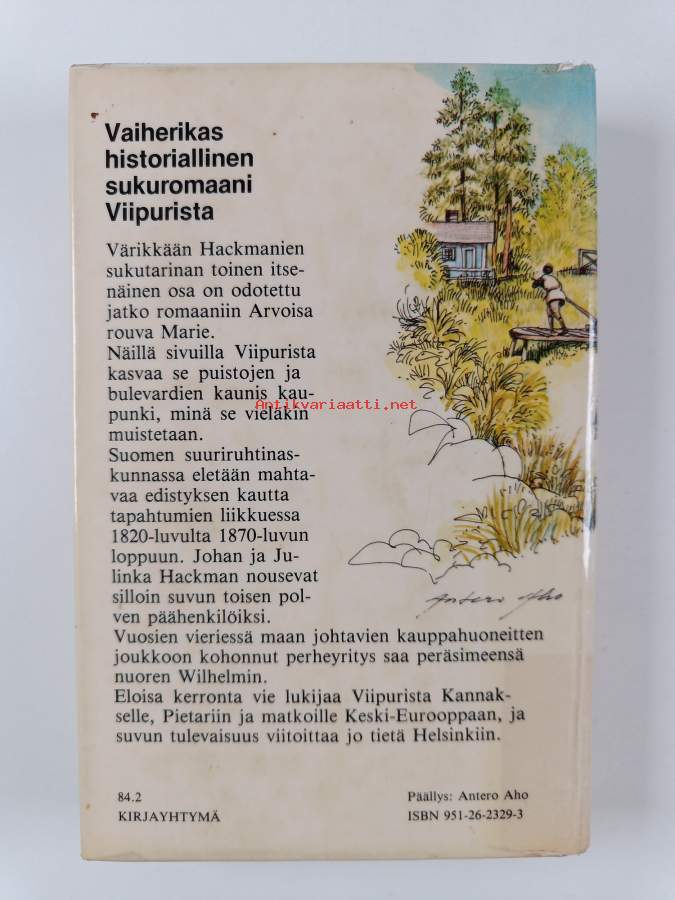 Vaiherikas
historiallinen
sukuromaani
Viipurista
Värikkään Hackmanien
sukutarinan toinen itse-
näinen osa on odotettu
jatko romaaniin Arvoisa
rouva Marie.
Näillä sivuilla Viipurista
kasvaa se puistojen ja
bulevardien kaunis kau-
punki, minä se vieläkin
muistetaan.
Suomen suuriruhtinas-
kunnassa eletään mahta-
vaa edistyksen kautta
tapahtumien liikkuessa
1820-luvulta 1870-luvun
loppuun. Johan ja Ju-
linka Hackman nousevat
silloin suvun toisen pol-
ven päähenkilöiksi.
Vuosien vieriessä maan johtavien kauppahuoneitten
joukkoon kohonnut perheyritys saa peräsimeensä
nuoren Wilhelmin.
Eloisa kerronta vie lukijaa Viipurista Kannak-
selle, Pietariin ja matkoille Keski-Eurooppaan, ja
suvun tulevaisuus viitoittaa jo tietä Helsinkiin.
Antikvariaatti.net
Antero Aho
84.2
KIRJAYHTYMÄ
Päällys: Antero Aho
ISBN 951-26-2329-3